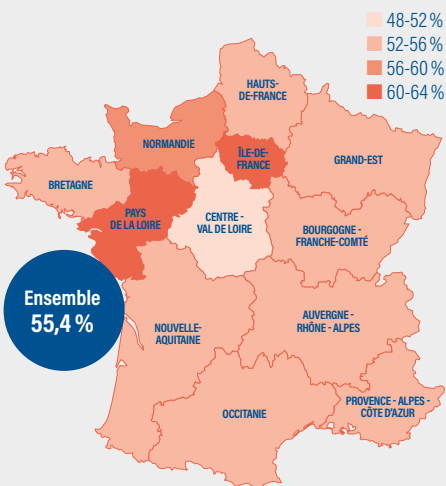 48-52 %
52-56 %
56-60 %
60-64 %
HAUTS-
DE-FRANCE
NORMANDIE
ÎLE-DE-
FRANCE
GRAND-EST
BRETAGNE
PAYS
DE LA LOIRE
CENTRE -
VAL DE LOIRE
BOURGOGNE -
FRANCHE-COMTÉ
Ensemble
55,4 %
NOUVELLE-
AQUITAINE
AUVERGNE -
RHÔNE - ALPES
OCCITANIE
PROVENCE - ALPES -
CÔTE D'AZUR